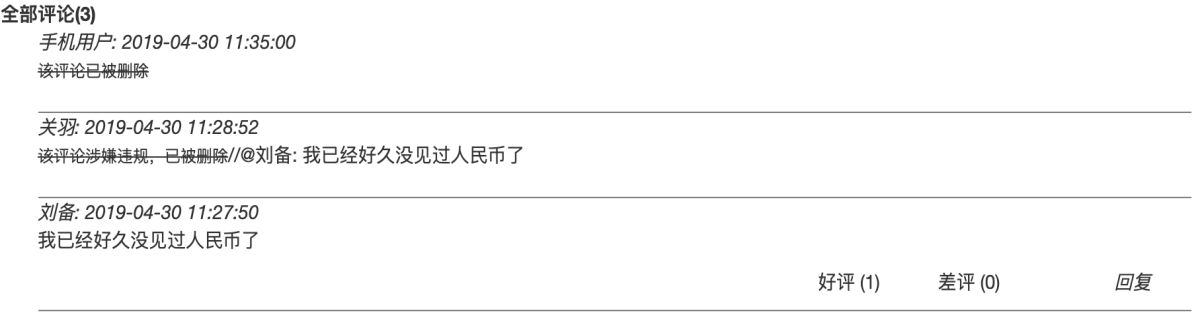 全部评论(3)
手机用户: 2019-04-30 11:35:00
该评论已被删除
关羽: 2019-04-30 11:28:52
该评论涉嫌违规，已被删除//@刘备: 我已经好久没见过人民币了
刘备: 2019-04-30 11:27:50
我已经好久没见过人民币了
好评 (1) 差评 (0) 回复